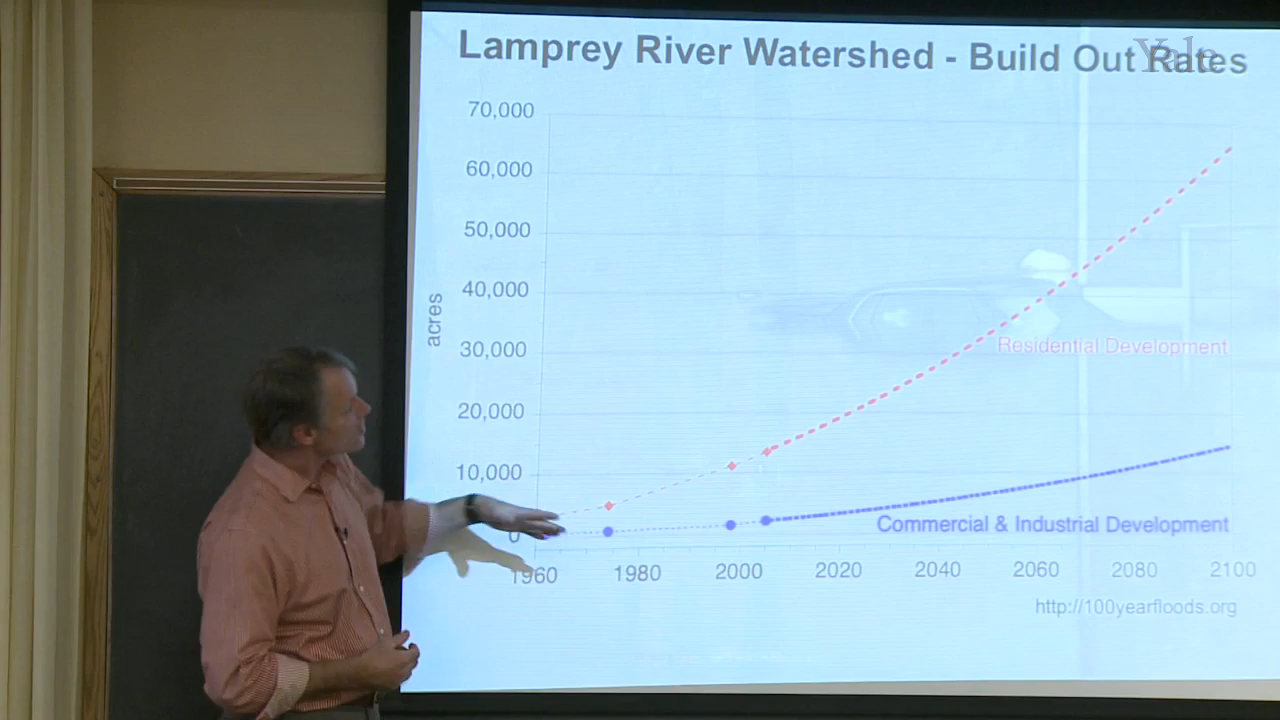 Lamprey River Watershed - Build Out Rates
Yale
70,000
60,000
50,000
40,000
30,000
20,000
10,000
0
acres
Residential Development
Commercial & Industrial Development
1960 1980 2000 2020 2040 2060 2080 2100
http://100yearfloods.org